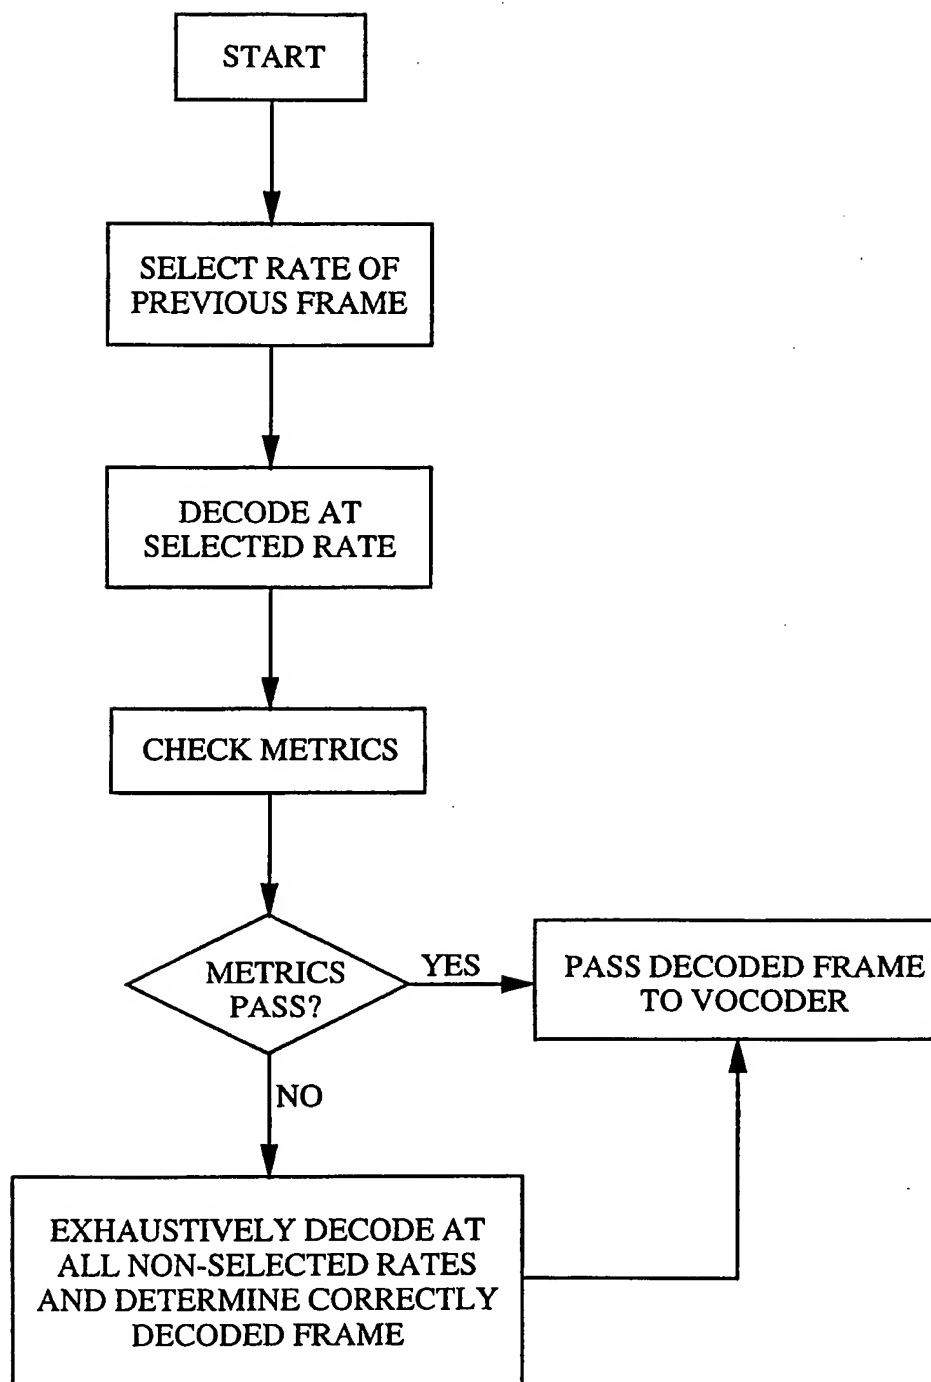 START
SELECT RATE OF
PREVIOUS FRAME
DECODE AT
SELECTED RATE
CHECK METRICS
METRICS
PASS?
YES
PASS DECODED FRAME
TO VOCODER
NO
EXHAUSTIVELY DECODE AT
ALL NON-SELECTED RATES
AND DETERMINE CORRECTLY
DECODED FRAME